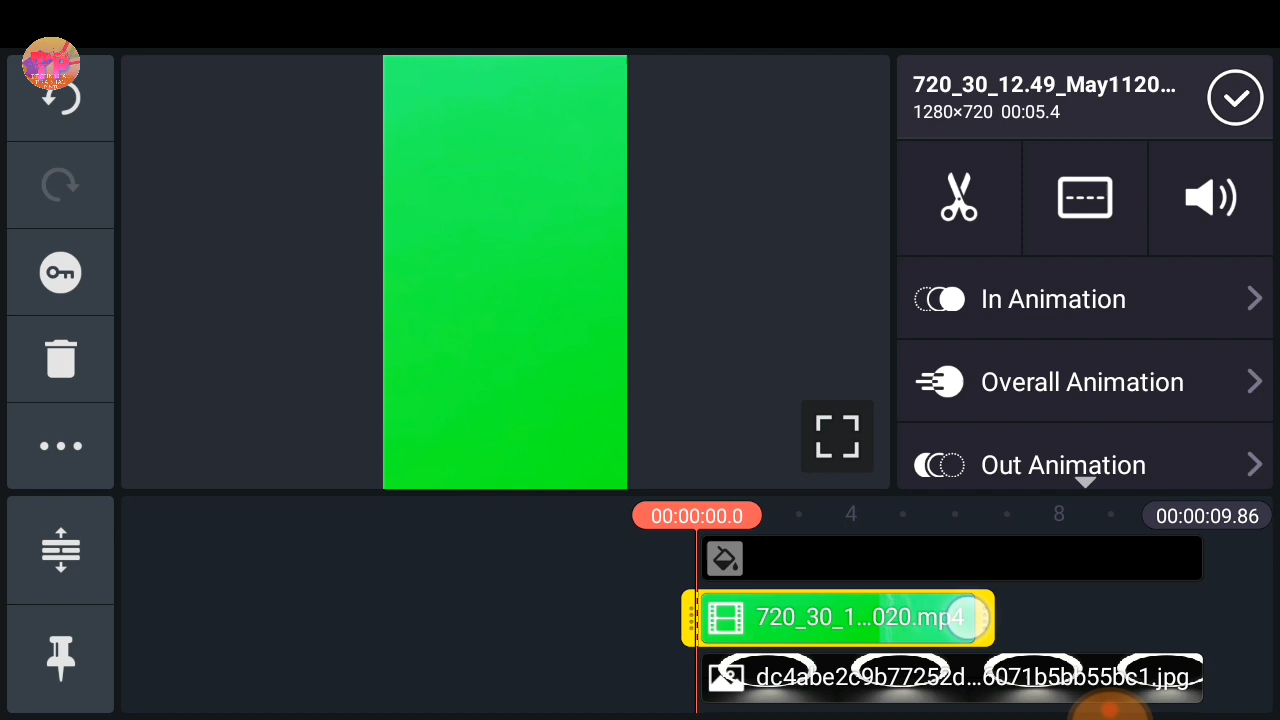 720_30_12.49_May1120...
1280×720 00:05.4
In Animation
Overall Animation
Out Animation
00:00:00.0
4
8
00:00:09.86
720_30_1...020.mp4
dc4abe2c9b77252d...6071b5bb55bc1.jpg